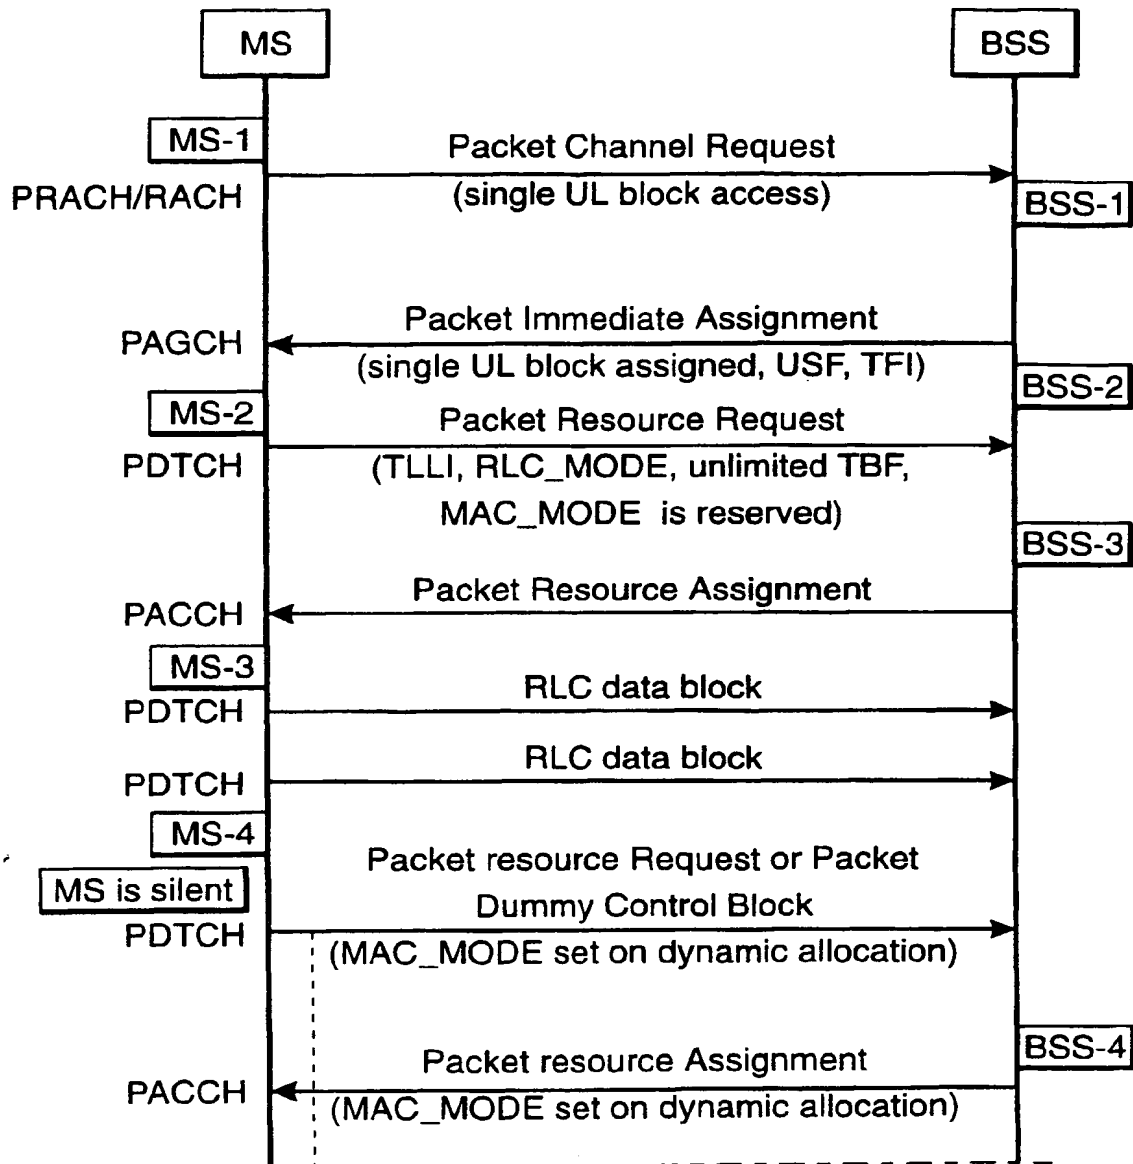 MS
BSS
MS-1
Packet Channel Request
PRACH/RACH
(single UL block access)
BSS-1
Packet Immediate Assignment
PAGCH
(single UL block assigned, USF, TFI)
BSS-2
MS-2
Packet Resource Request
PDTCH
(TLLI, RLC_MODE, unlimited TBF,
MAC_MODE is reserved)
BSS-3
Packet Resource Assignment
PACCH
MS-3
RLC data block
PDTCH
RLC data block
PDTCH
MS-4
Packet resource Request or Packet
MS is silent
Dummy Control Block
PDTCH
(MAC_MODE set on dynamic allocation)
BSS-4
Packet resource Assignment
PACCH
(MAC_MODE set on dynamic allocation)